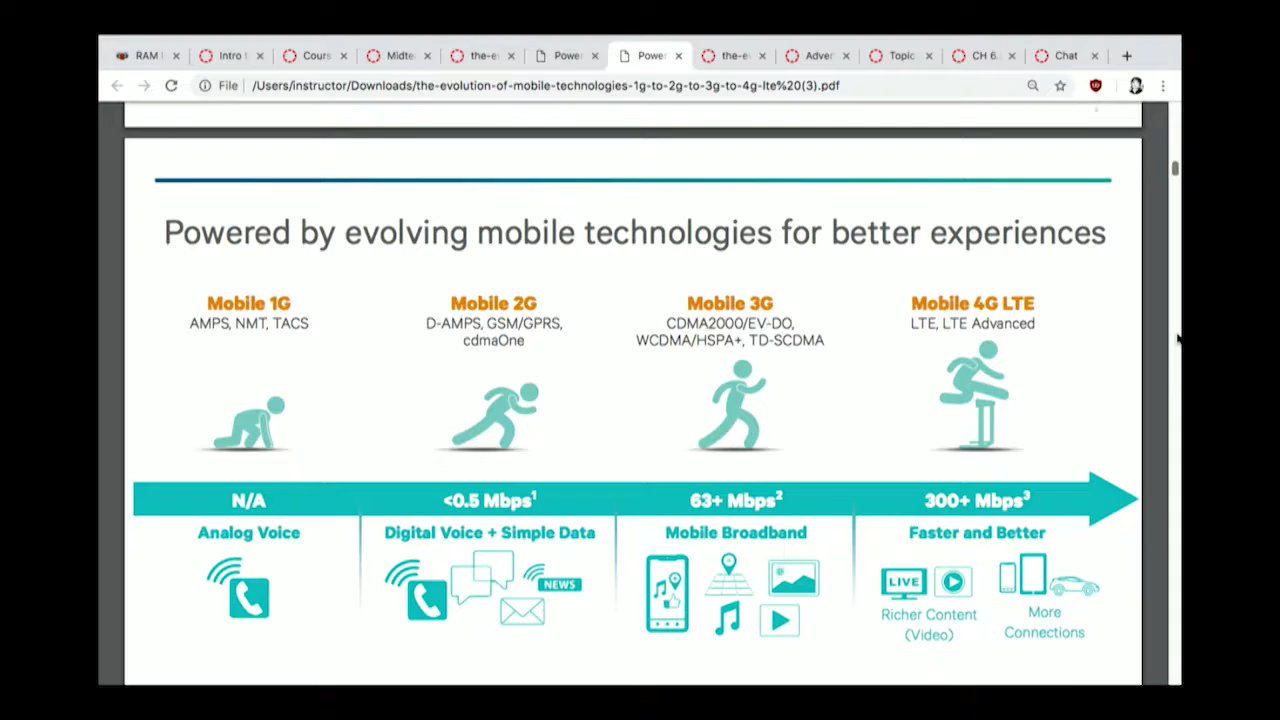 RAM
Intro
Cours
Midte
the-e
Power
Power
the-e
Adver
Topic
CH 6.
Chat
File
/Users/instructor/Downloads/the-evolution-of-mobile-technologies-1g-to-2g-to-3g-to-4g-lte%20(3).pdf
Powered by evolving mobile technologies for better experiences
Mobile 1G
AMPS, NMT, TACS
Mobile 2G
D-AMPS, GSM/GPRS,
cdmaOne
Mobile 3G
CDMA2000/EV-DO,
WCDMA/HSPA+, TD-SCDMA
Mobile 4G LTE
LTE, LTE Advanced
N/A
<0.5 Mbps¹
63+ Mbps²
300+ Mbps³
Analog Voice
Digital Voice + Simple Data
NEWS
Mobile Broadband
Faster and Better
LIVE
Richer Content
(Video)
More
Connections